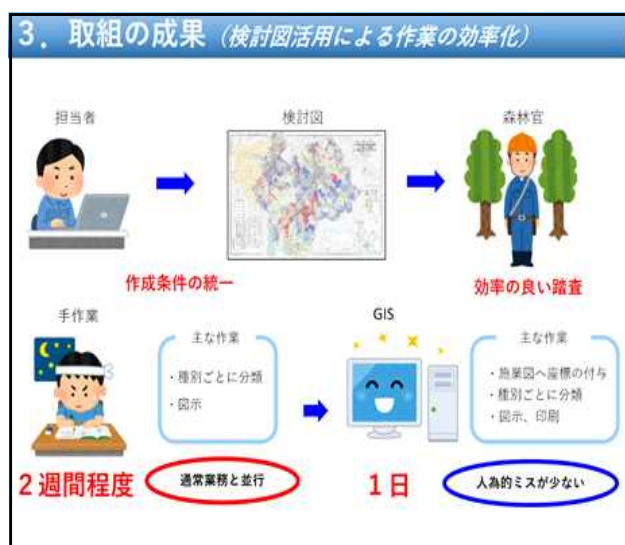 3．取組の成果（検討図活用による作業の効率化）
担当者
検討図
森林官
作成条件の統一
効率の良い踏査
手作業
主な作業
・種別ごとに分類
・図示
GIS
主な作業
・施業図へ座標の付与
・種別ごとに分類
・図示、印刷
2週間程度
通常業務と並行
1日
人為的ミスが少ない